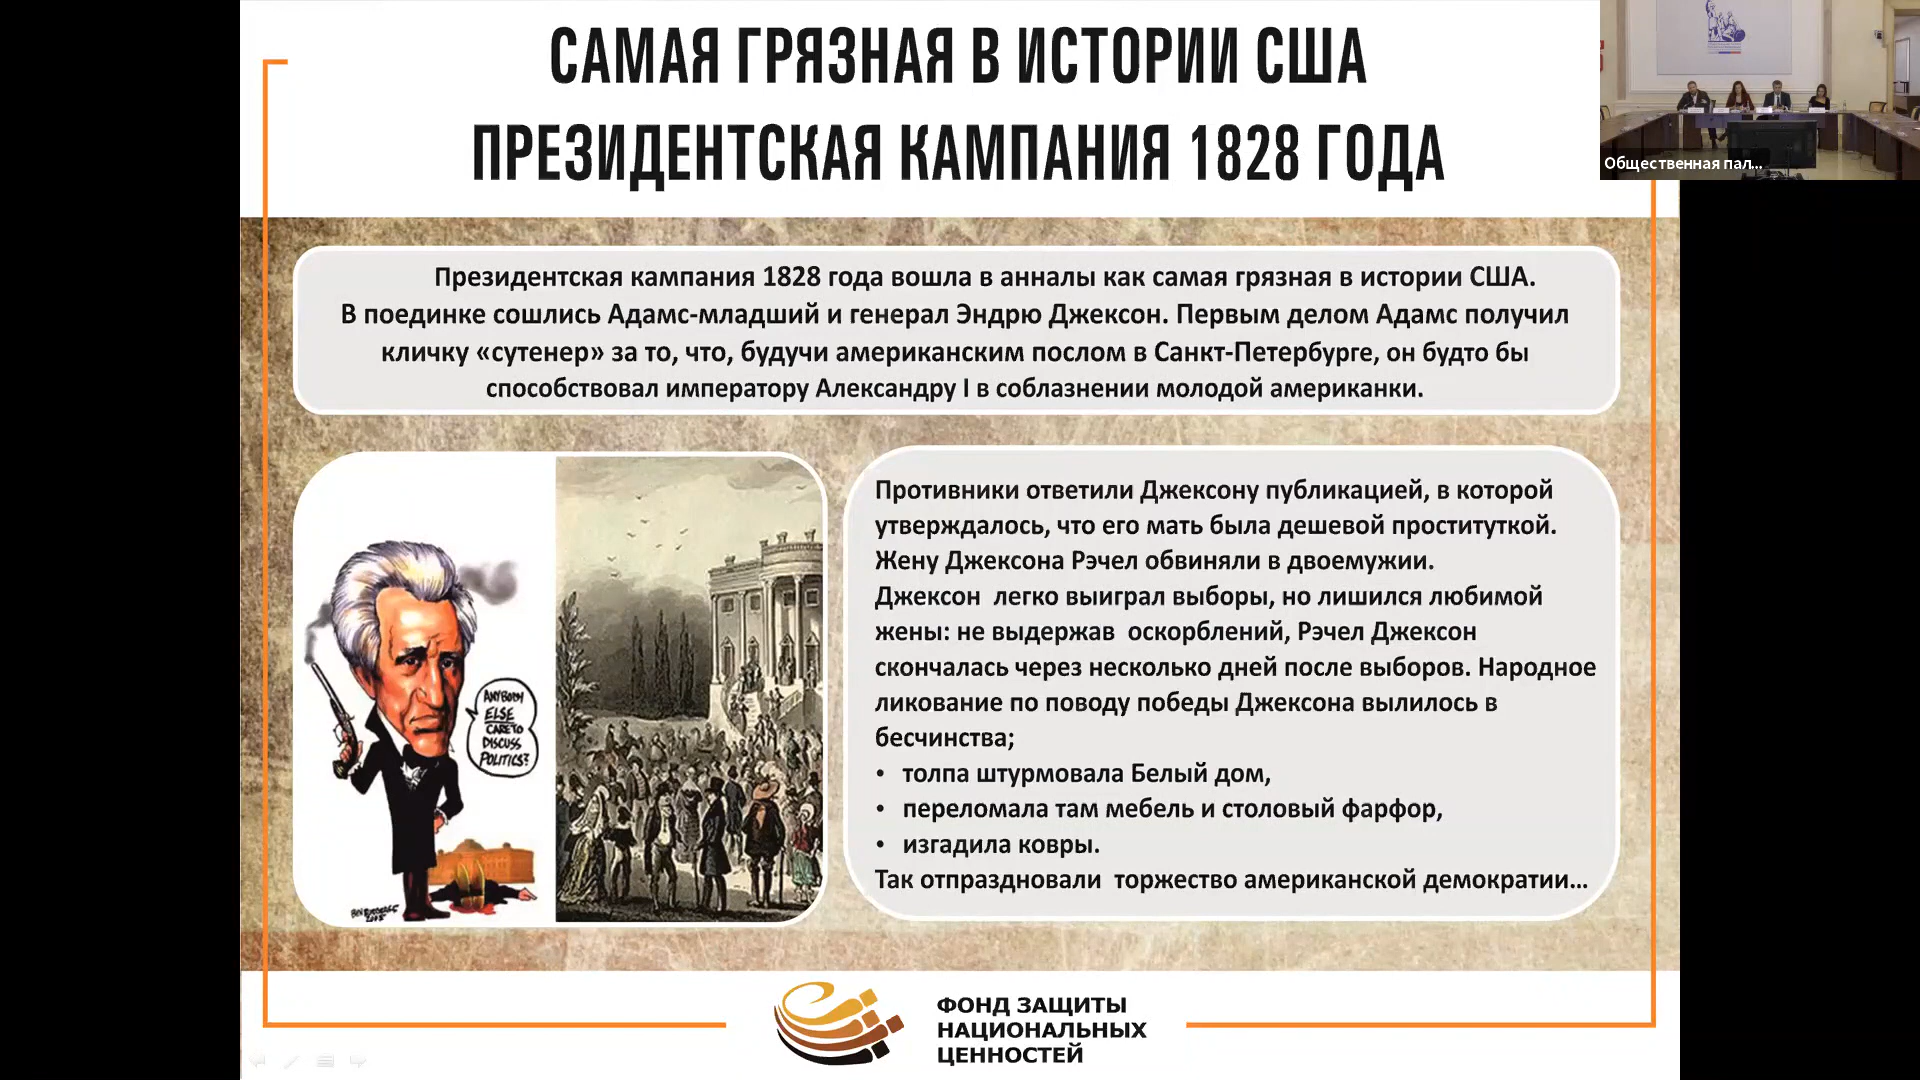 САМАЯ ГРЯЗНАЯ В ИСТОРИИ США
ПРЕЗИДЕНТСКАЯ КАМПАНИЯ 1828 ГОДА
Общественная пал...
Президентская кампания 1828 года вошла в анналы как самая грязная в истории США.
В поединке сошлись Адамс-младший и генерал Эндрю Джексон. Первым делом Адамс получил
кличку «сутенер» за то, что, будучи американским послом в Санкт-Петербурге, он будто бы
способствовал императору Александру I в соблазнении молодой американки.
ANYBODY
ELSE
CARE TO
DISCUSS
POLITICS?
Противники ответили Джексону публикацией, в которой
утверждалось, что его мать была дешевой проституткой.
Жену Джексона Рэчел обвиняли в двоемужии.
Джексон  легко выиграл выборы, но лишился любимой
жены: не выдержав  оскорблений, Рэчел Джексон
скончалась через несколько дней после выборов. Народное
ликование по поводу победы Джексона вылилось в
бесчинства;
• толпа штурмовала Белый дом,
• переломала там мебель и столовый фарфор,
• изгадила ковры.
Так отпраздновали  торжество американской демократии...
ФОНД ЗАЩИТЫ
НАЦИОНАЛЬНЫХ
ЦЕННОСТЕЙ